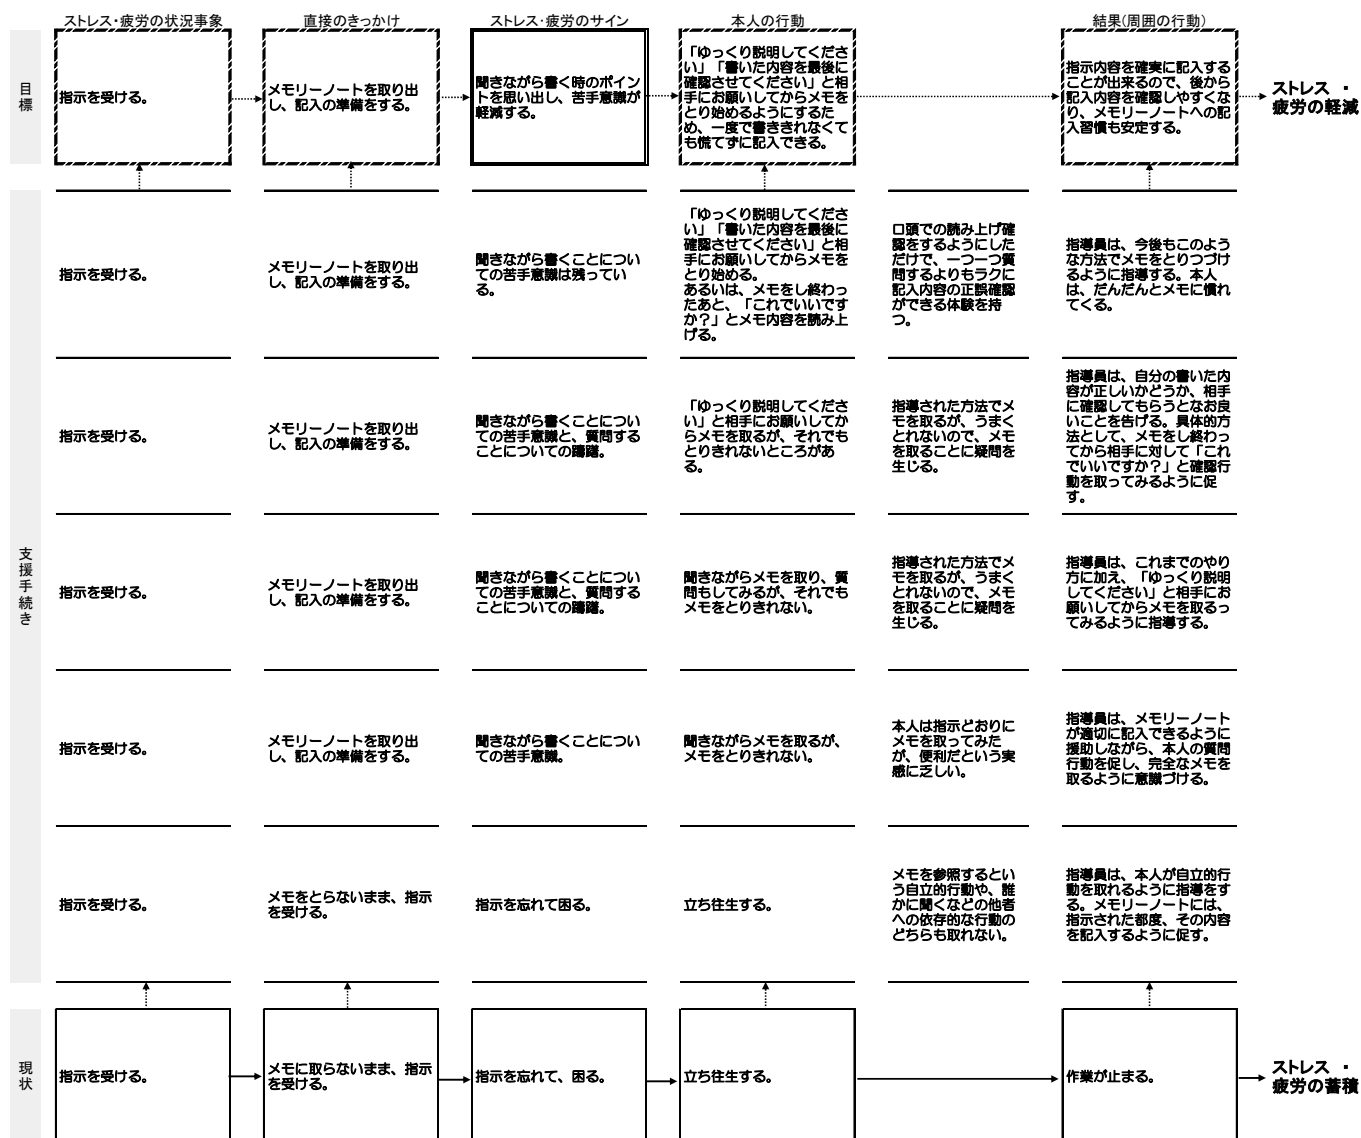 ストレス・疲労の状況事象
直接のきっかけ
ストレス・疲労のサイン
本人の行動
結果(周囲の行動)
目
標
指示を受ける。
メモリーノートを取り出
し、記入の準備をする。
聞きながら書く時のポイン
トを思い出し、苦手意識が
軽減する。
「ゆっくり説明してくださ
い」「書いた内容を最後に
確認させてください」と相
手にお願いしてからメモを
とり始めるようにするた
め、一度で書ききれなくて
も慌てずに記入できる。
指示内容を確実に記入する
ことが出来るので、後から
記入内容を確認しやすくな
り、メモリーノートへの記
入習慣も安定する。
ストレス ・
疲労の軽減
支
援
手
続
き
指示を受ける。
メモリーノートを取り出
し、記入の準備をする。
聞きながら書くことについ
ての苦手意識は残ってい
る。
「ゆっくり説明してくださ
い」「書いた内容を最後に
確認させてください」と相
手にお願いしてからメモを
とり始める。
あるいは、メモをし終わっ
たあと、「これでいいです
か?」とメモ内容を読み上
げる。
口頭での読み上げ確
認をするようにした
だけで、一つ一つ質
問するよりもラクに
記入内容の正誤確認
ができる体験を持
つ。
指導員は、今後もこのよう
な方法でメモをとりつづけ
るように指導する。本人
は、だんだんとメモに慣れ
てくる。
指示を受ける。
メモリーノートを取り出
し、記入の準備をする。
聞きながら書くことについ
ての苦手意識と、質問する
ことについての躊躇。
「ゆっくり説明してくださ
い」と相手にお願いしてか
らメモを取るが、それでも
とりきれないところがあ
る。
指導された方法でメ
モを取るが、うまく
とれないので、メモ
を取ることに疑問を
生じる。
指導員は、自分の書いた内
容が正しいかどうか、相手
に確認してもらうとなお良
いことを告げる。具体的方
法として、メモをし終わっ
てから相手に対して「これ
でいいですか?」と確認行
動を取ってみるように促
す。
指示を受ける。
メモリーノートを取り出
し、記入の準備をする。
聞きながら書くことについ
ての苦手意識と、質問する
ことについての躊躇。
聞きながらメモを取り、質
問もしてみるが、それでも
メモをとりきれない。
指導された方法でメ
モを取るが、うまく
とれないので、メモ
を取ることに疑問を
生じる。
指導員は、これまでのやり
方に加え、「ゆっくり説明
してください」と相手にお
願いしてからメモを取るっ
てみるように指導する。
指示を受ける。
メモリーノートを取り出
し、記入の準備をする。
聞きながら書くことについ
ての苦手意識。
聞きながらメモを取るが、
メモをとりきれない。
本人は指示どおりに
メモを取ってみた
が、便利だという実
感に乏しい。
指導員は、メモリーノート
が適切に記入できるように
援助しながら、本人の質問
行動を促し、完全なメモを
取るように意識づける。
指示を受ける。
メモをとらないまま、指示
を受ける。
指示を忘れて困る。
立ち往生する。
メモを参照するとい
う自立的行動や、誰
かに聞くなどの他者
への依存的な行動の
どちらも取れない。
指導員は、本人が自立的行
動を取れるように指導をす
る。メモリーノートには、
指示された都度、その内容
を記入するように促す。
現
状
指示を受ける。
メモに取らないまま、指示
を受ける。
指示を忘れて、困る。
立ち往生する。
作業が止まる。
ストレス ・
疲労の蓄積